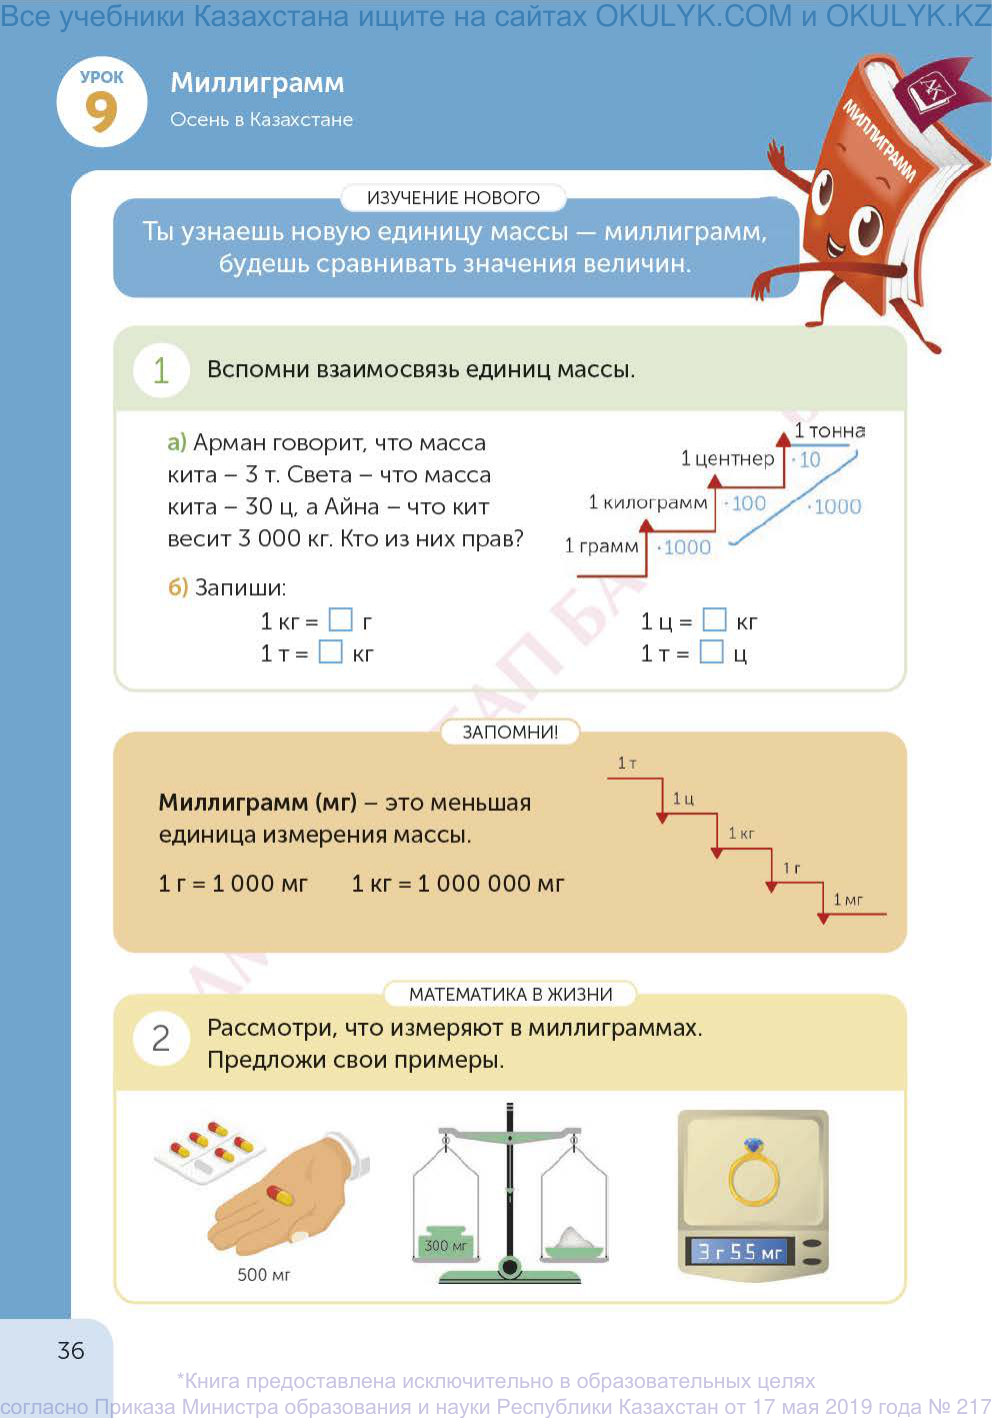 Все учебники Казахстана ищите на сайтах OKULYK.COM и OKULYK.KZ
УРОК
9
Миллиграмм
Осень в Казахстане
МИЛЛИГРАММ
ИЗУЧЕНИЕ НОВОГО
Ты узнаешь новую единицу массы — миллиграмм,
будешь сравнивать значения величин.
1
Вспомни взаимосвязь единиц массы.
а) Арман говорит, что масса
кита – 3 т. Света – что масса
кита – 30 ц, а Айна – что кит
весит 3 000 кг. Кто из них прав?
1 тонна
1 центнер · 10
1 килограмм · 100 · 1000
1 грамм · 1000
б) Запиши:
1 кг = □ г 1 ц = □ кг
1 т = □ кг 1 т = □ ц
ЗАПОМНИ!
Миллиграмм (мг) – это меньшая
единица измерения массы.
1 г = 1 000 мг 1 кг = 1 000 000 мг
1 т
1 ц
1 кг
1 г
1 мг
МАТЕМАТИКА В ЖИЗНИ
2
Рассмотри, что измеряют в миллиграммах.
Предложи свои примеры.
500 мг
300 мг
3 г 55 мг
36
*Книга предоставлена исключительно в образовательных целях
согласно Приказа Министра образования и науки Республики Казахстан от 17 мая 2019 года № 217